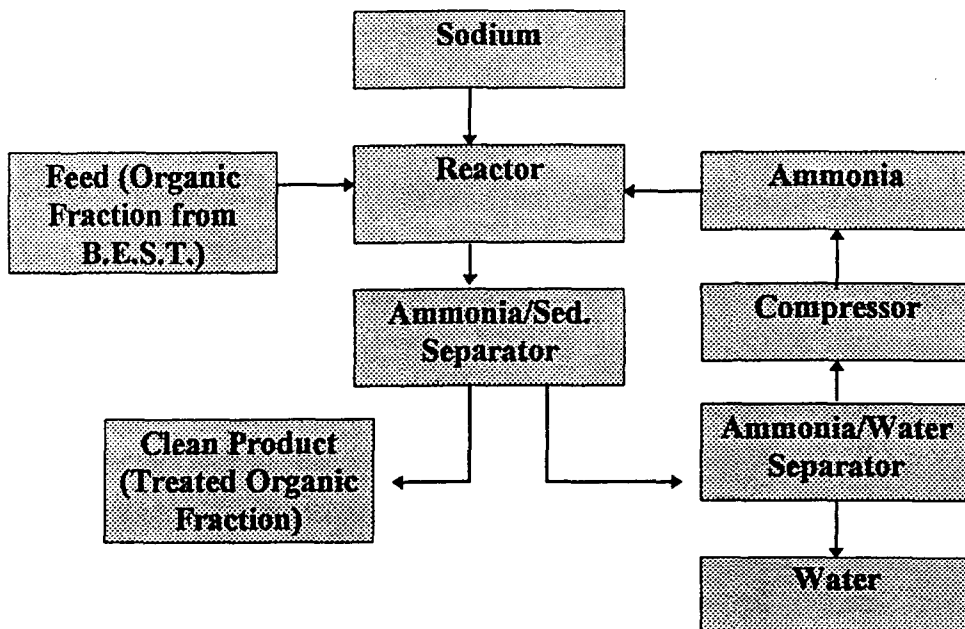 Sodium
Feed (Organic
Fraction from
B.E.S.T.)
Reactor
Ammonia
Ammonia/Sed.
Separator
Compressor
Clean Product
(Treated Organic
Fraction)
Ammonia/Water
Separator
Water